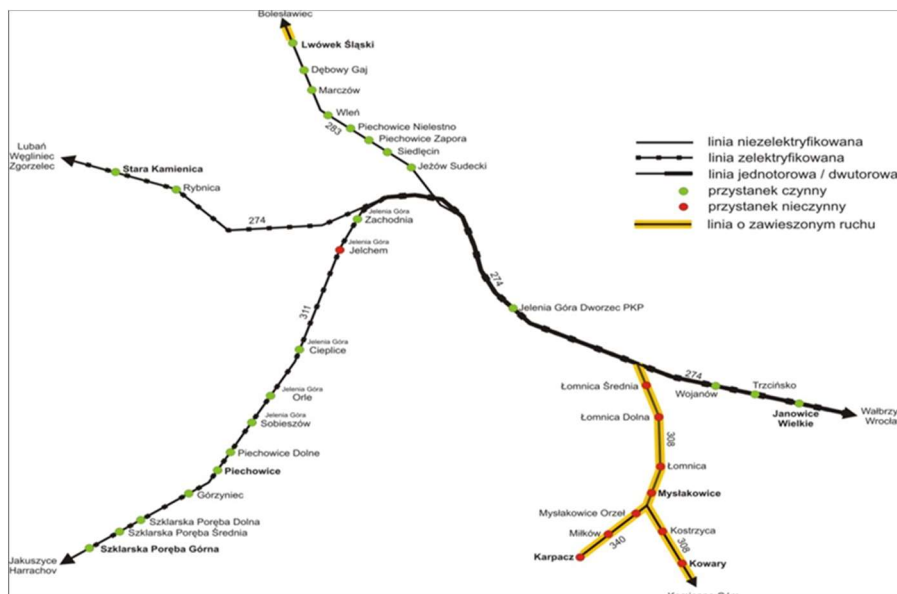 Bolesławiec
Lwówek Śląski
Dębowy Gaj
Marczów
Wleń
283
Piechowice Nielestno
Piechowice Zapora
Siedlęcin
Jeżów Sudecki
Lubań
Węgliniec
Zgorzelec
Stara Kamienica
Rybnica
274
linia niezelektryfikowana
linia zelektryfikowana
linia jednotorowa / dwutorowa
przystanek czynny
przystanek nieczynny
linia o zawieszonym ruchu
Jelenia Góra
Zachodnia
Jelenia Góra
Jelchem
311
274
Jelenia Góra Dworzec PKP
Jelenia Góra
Cieplice
Jelenia Góra
Orle
Jelenia Góra
Sobieszów
Piechowice Dolne
Piechowice
Górzyniec
Szklarska Poręba Dolna
Szklarska Poręba Średnia
Szklarska Poręba Górna
Jakuszyce
Harrachov
274
Wojanów
Trzcińsko
Janowice
Wielkie
Wałbrzy
Wrocła
Łomnica Średnia
Łomnica Dolna
308
Łomnica
Mysłakowice
Mysłakowice Orzeł
Miłków
340
Karpacz
Kostrzyca
308
Kowary